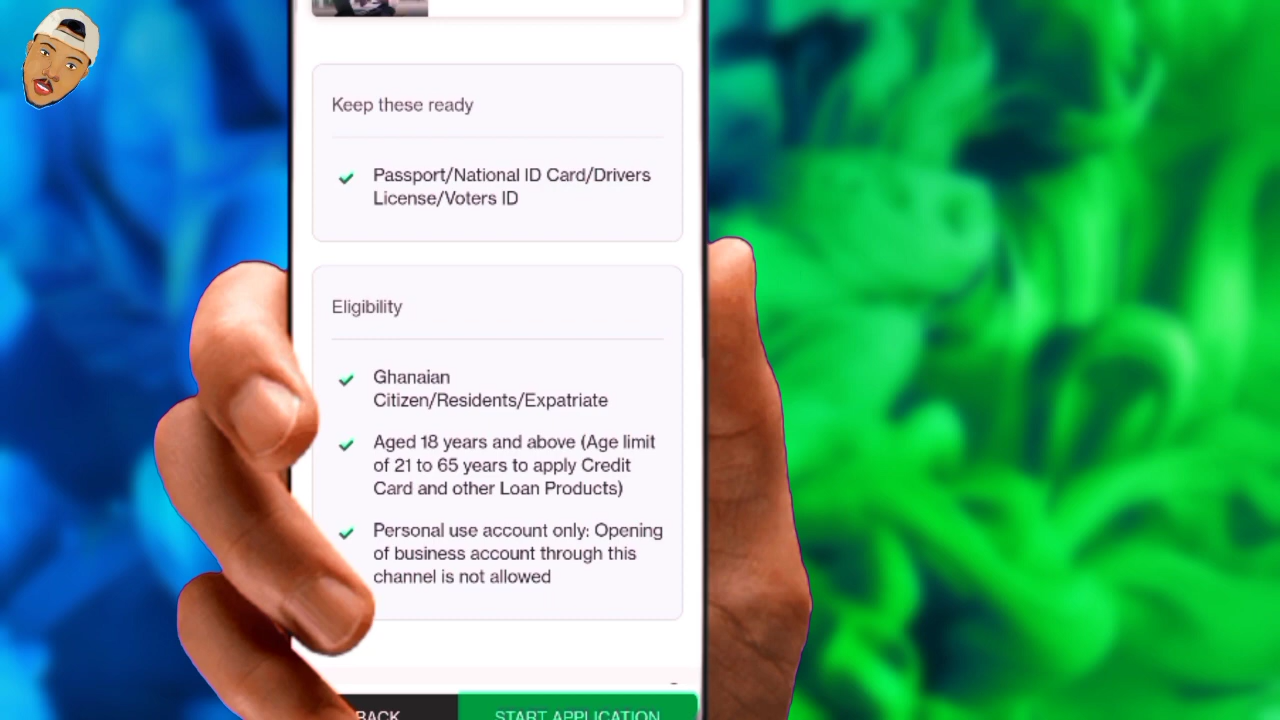 Keep these ready
Passport/National ID Card/Drivers
License/Voters ID
Eligibility
Ghanaian
Citizen/Residents/Expatriate
Aged 18 years and above (Age limit
of 21 to 65 years to apply Credit
Card and other Loan Products)
Personal use account only: Opening
of business account through this
channel is not allowed
BACK
START APPLICATION